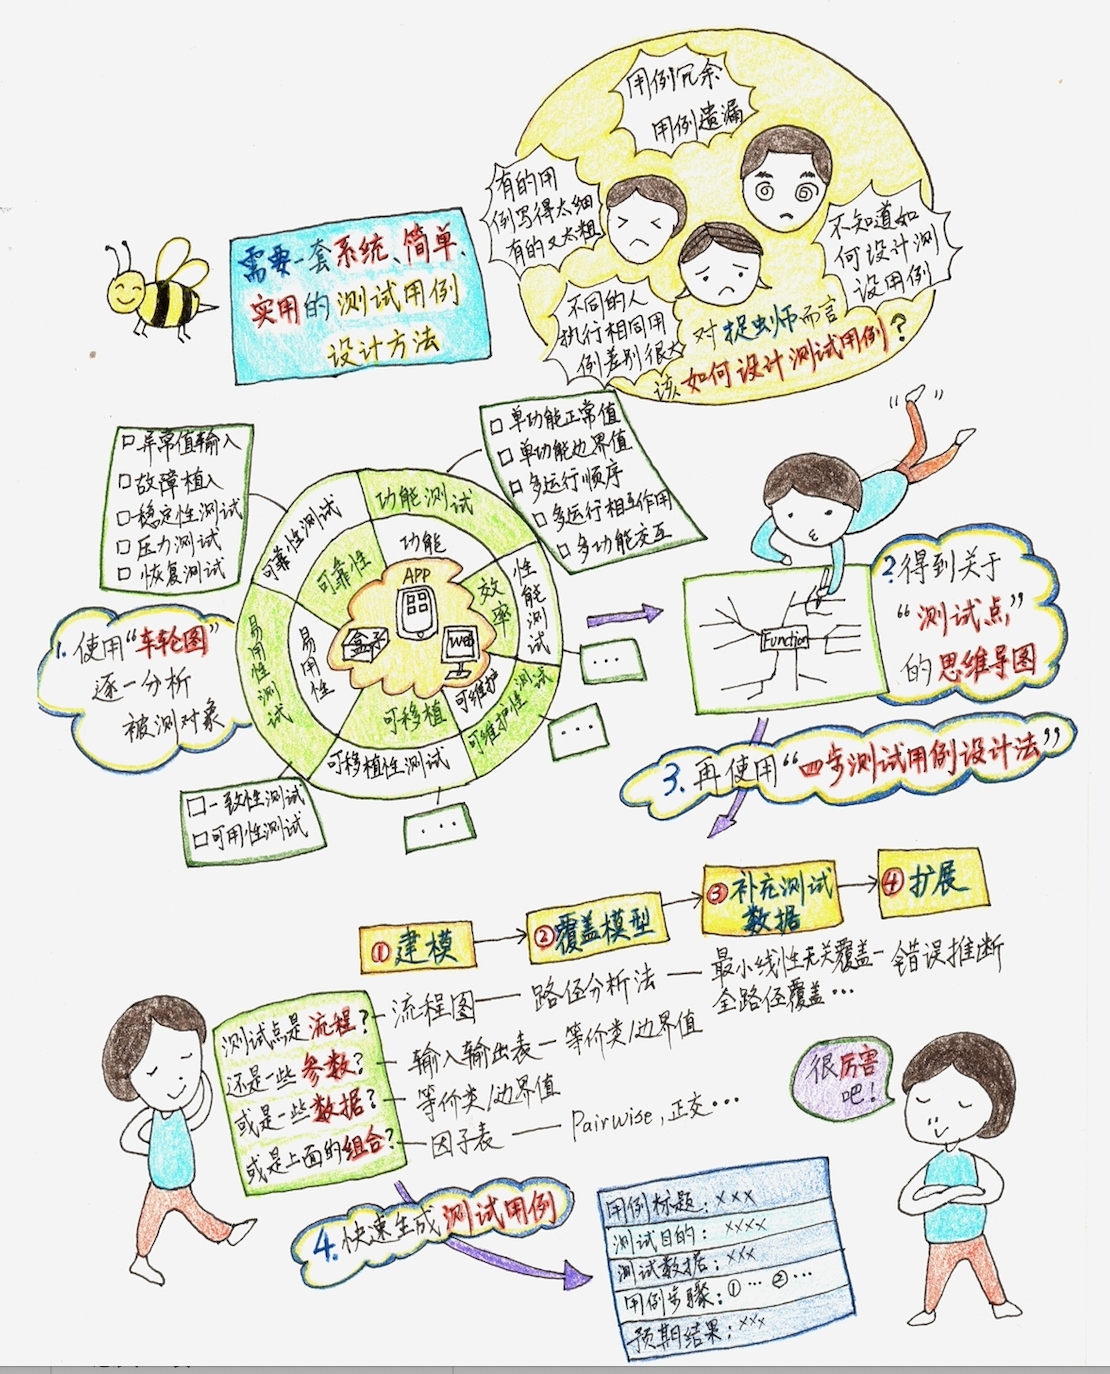 用例冗余
用例遗漏
有的用
例写得太细
有的又太粗
不知道如
何设计测
设用例
不同的人
执行相同用
例差别很大
对捉虫师而言
该如何设计测试用例?
需要一套系统、简单、
实用的测试用例
设计方法
□异常值输入
□故障植入
□稳定性测试
□压力测试
□恢复测试
□单功能正常值
□单功能边界值
□多运行顺序
□多运行相互作用
□多功能交互
可靠性测试
功能测试
性能测试
可维护性测试
可移植性测试
易用性测试
可靠性
功能
效率
可维护
可移植
易用性
APP
盒子
Web
...
...
...
□一致性测试
□可用性测试
1.使用“车轮图”
逐一分析
被测对象
Function
2.得到关于
“测试点”
的思维导图
3.再使用“四步测试用例设计法”
①建模
②覆盖模型
③补充测试
数据
④扩展
测试点是流程?
流程图——路径分析法——最小线性无关覆盖-错误推断
全路径覆盖...
还是一些参数?
输入输出表-等价类/边界值
或是一些数据?
等价类/边界值
或是上面的组合?
因子表——Pairwise,正交...
很厉害
吧!
4.快速生成测试用例
用例标题:×××
测试目的:××××
测试数据:×××
用例步骤:①...②...
预期结果:×××